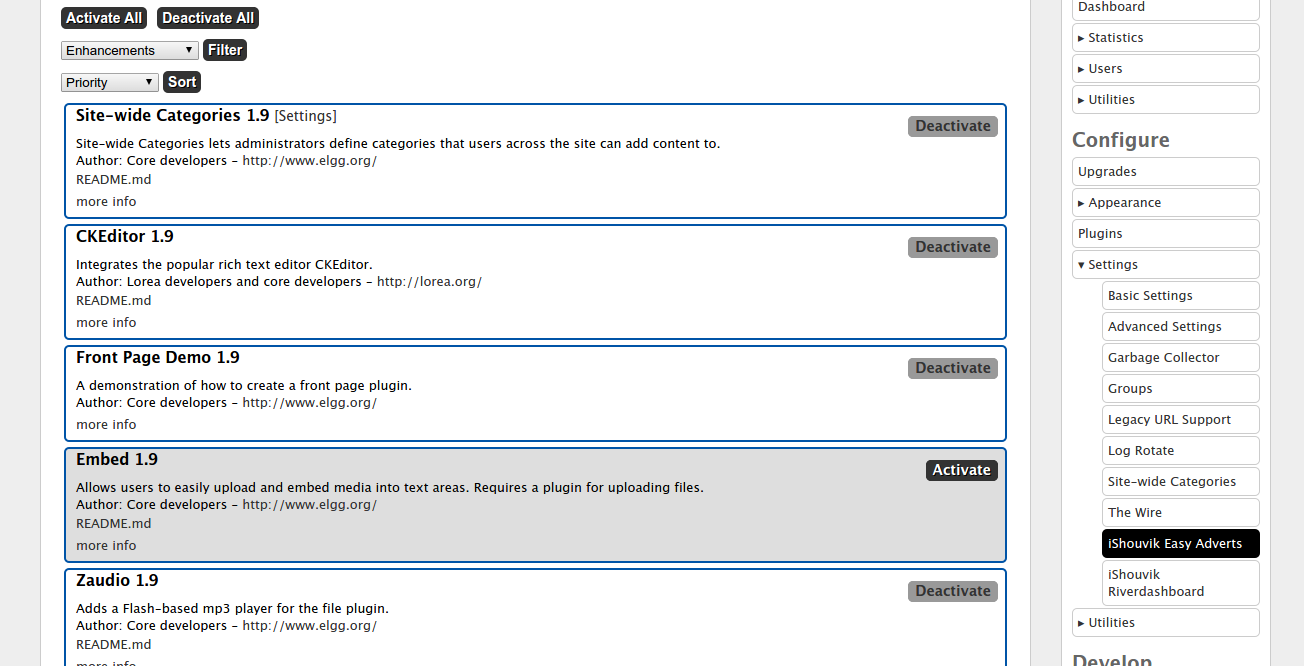 Activate All Deactivate All
Enhancements ▼ Filter
Priority ▼ Sort
Site-wide Categories 1.9 [Settings]
Deactivate
Site-wide Categories lets administrators define categories that users across the site can add content to.
Author: Core developers - http://www.elgg.org/
README.md
more info
CKEditor 1.9
Deactivate
Integrates the popular rich text editor CKEditor.
Author: Lorea developers and core developers - http://lorea.org/
README.md
more info
Front Page Demo 1.9
Deactivate
A demonstration of how to create a front page plugin.
Author: Core developers - http://www.elgg.org/
more info
Embed 1.9
Activate
Allows users to easily upload and embed media into text areas. Requires a plugin for uploading files.
Author: Core developers - http://www.elgg.org/
README.md
more info
Zaudio 1.9
Deactivate
Adds a Flash-based mp3 player for the file plugin.
Author: Core developers - http://www.elgg.org/
README.md
more info
Dashboard
▸ Statistics
▸ Users
▸ Utilities
Configure
Upgrades
▸ Appearance
Plugins
▾ Settings
Basic Settings
Advanced Settings
Garbage Collector
Groups
Legacy URL Support
Log Rotate
Site-wide Categories
The Wire
iShouvik Easy Adverts
iShouvik
Riverdashboard
▸ Utilities
Develop